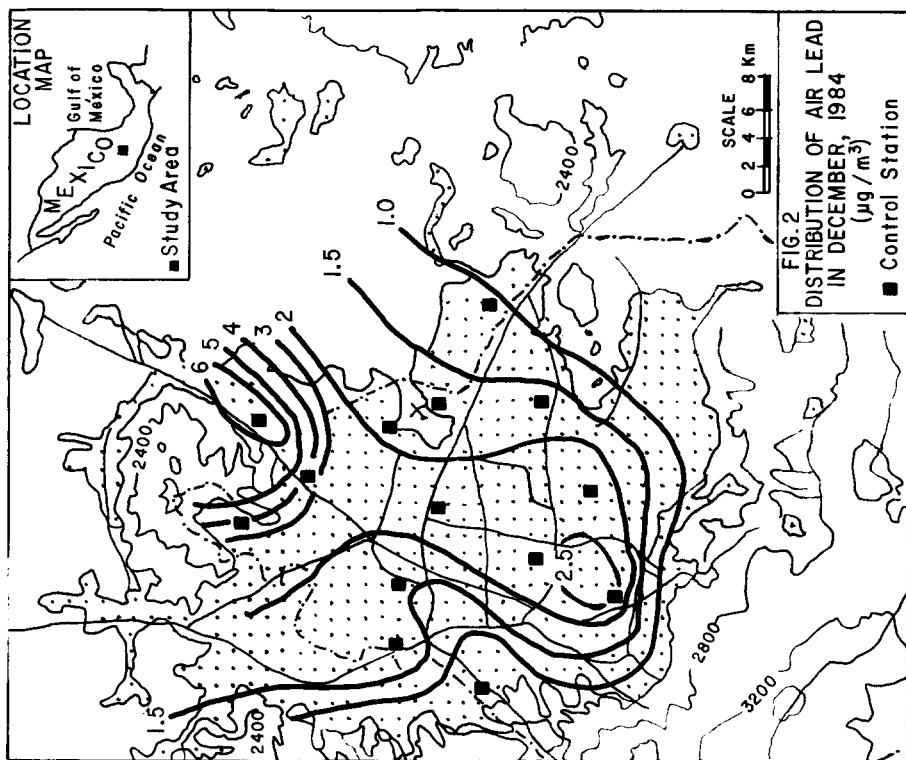 LOCATION
MAP
MEXICO
Gulf of
México
Pacific Ocean
■ Study Area
6
5
4
3
2
1.5
1.0
2400
2400
2400
2.5
1.5
2400
2800
3200
SCALE
0 2 4 6 8 Km
FIG. 2
DISTRIBUTION OF AIR LEAD
IN DECEMBER, 1984
(µg/m³)
■ Control Station